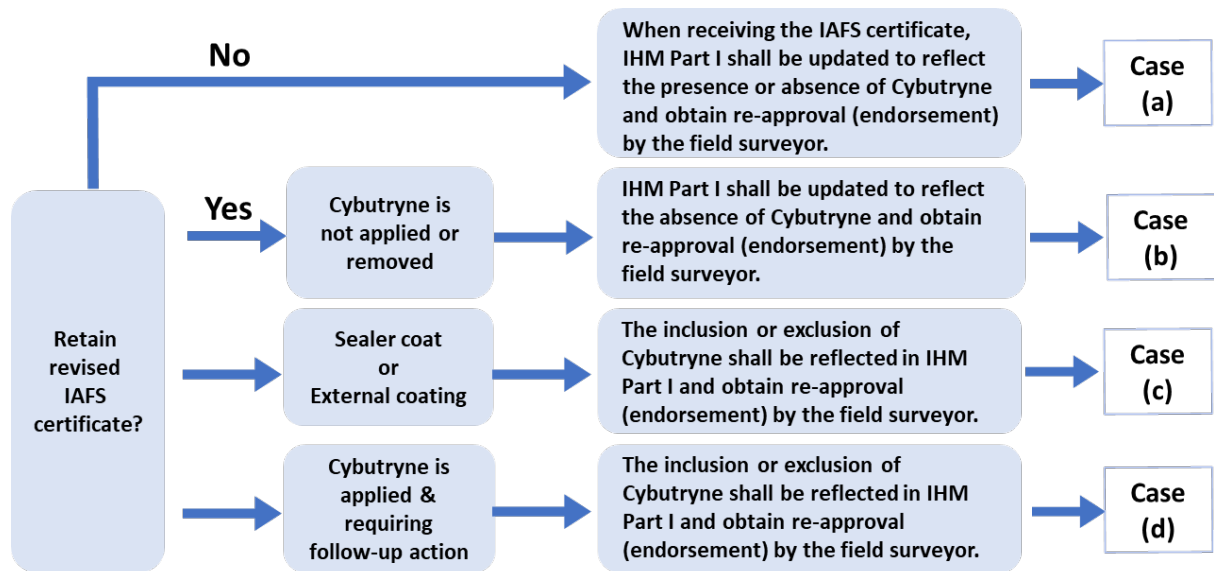 No
When receiving the IAFS certificate,
IHM Part I shall be updated to reflect
the presence or absence of Cybutryne
and obtain re-approval (endorsement)
by the field surveyor.
Case
(a)
Retain
revised
IAFS
certificate?
Yes
Cybutryne is
not applied or
removed
IHM Part I shall be updated to reflect
the absence of Cybutryne and obtain
re-approval (endorsement) by the
field surveyor.
Case
(b)
Sealer coat
or
External coating
The inclusion or exclusion of
Cybutryne shall be reflected in IHM
Part I and obtain re-approval
(endorsement) by the field surveyor.
Case
(c)
Cybutryne is
applied &
requiring
follow-up action
The inclusion or exclusion of
Cybutryne shall be reflected in IHM
Part I and obtain re-approval
(endorsement) by the field surveyor.
Case
(d)